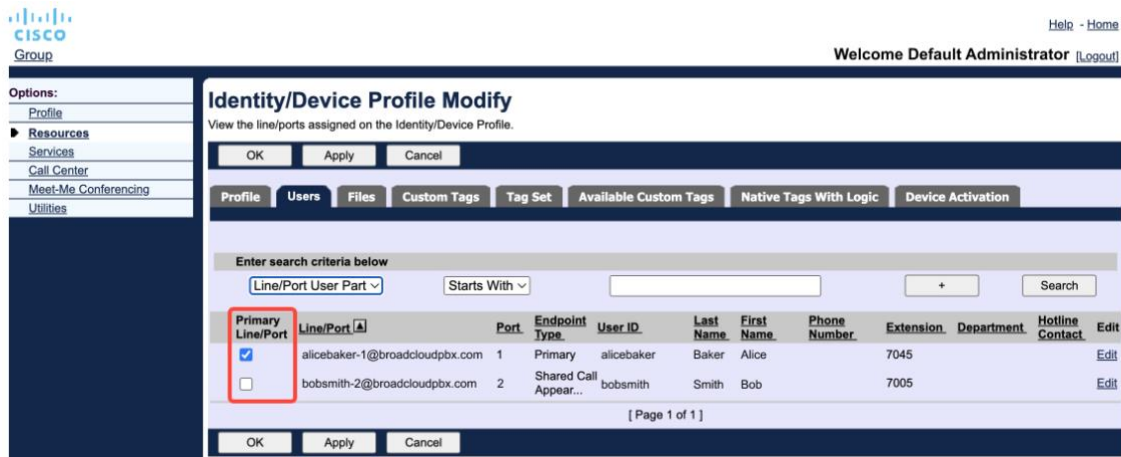 CISCO
Help - Home
Group
Welcome Default Administrator [Logout]
Options:
Profile
Resources
Services
Call Center
Meet-Me Conferencing
Utilities
Identity/Device Profile Modify
View the line/ports assigned on the Identity/Device Profile.
OK Apply Cancel
Profile Users Files Custom Tags Tag Set Available Custom Tags Native Tags With Logic Device Activation
Enter search criteria below
Line/Port User Part Starts With + Search
Primary Line/Port Line/Port Port Endpoint Type User ID Last Name First Name Phone Number Extension Department Hotline Contact Edit
alicebaker-1@broadcloudpbx.com 1 Primary alicebaker Baker Alice 7045 Edit
bobsmith-2@broadcloudpbx.com 2 Shared Call Appear... bobsmith Smith Bob 7005 Edit
[ Page 1 of 1 ]
OK Apply Cancel